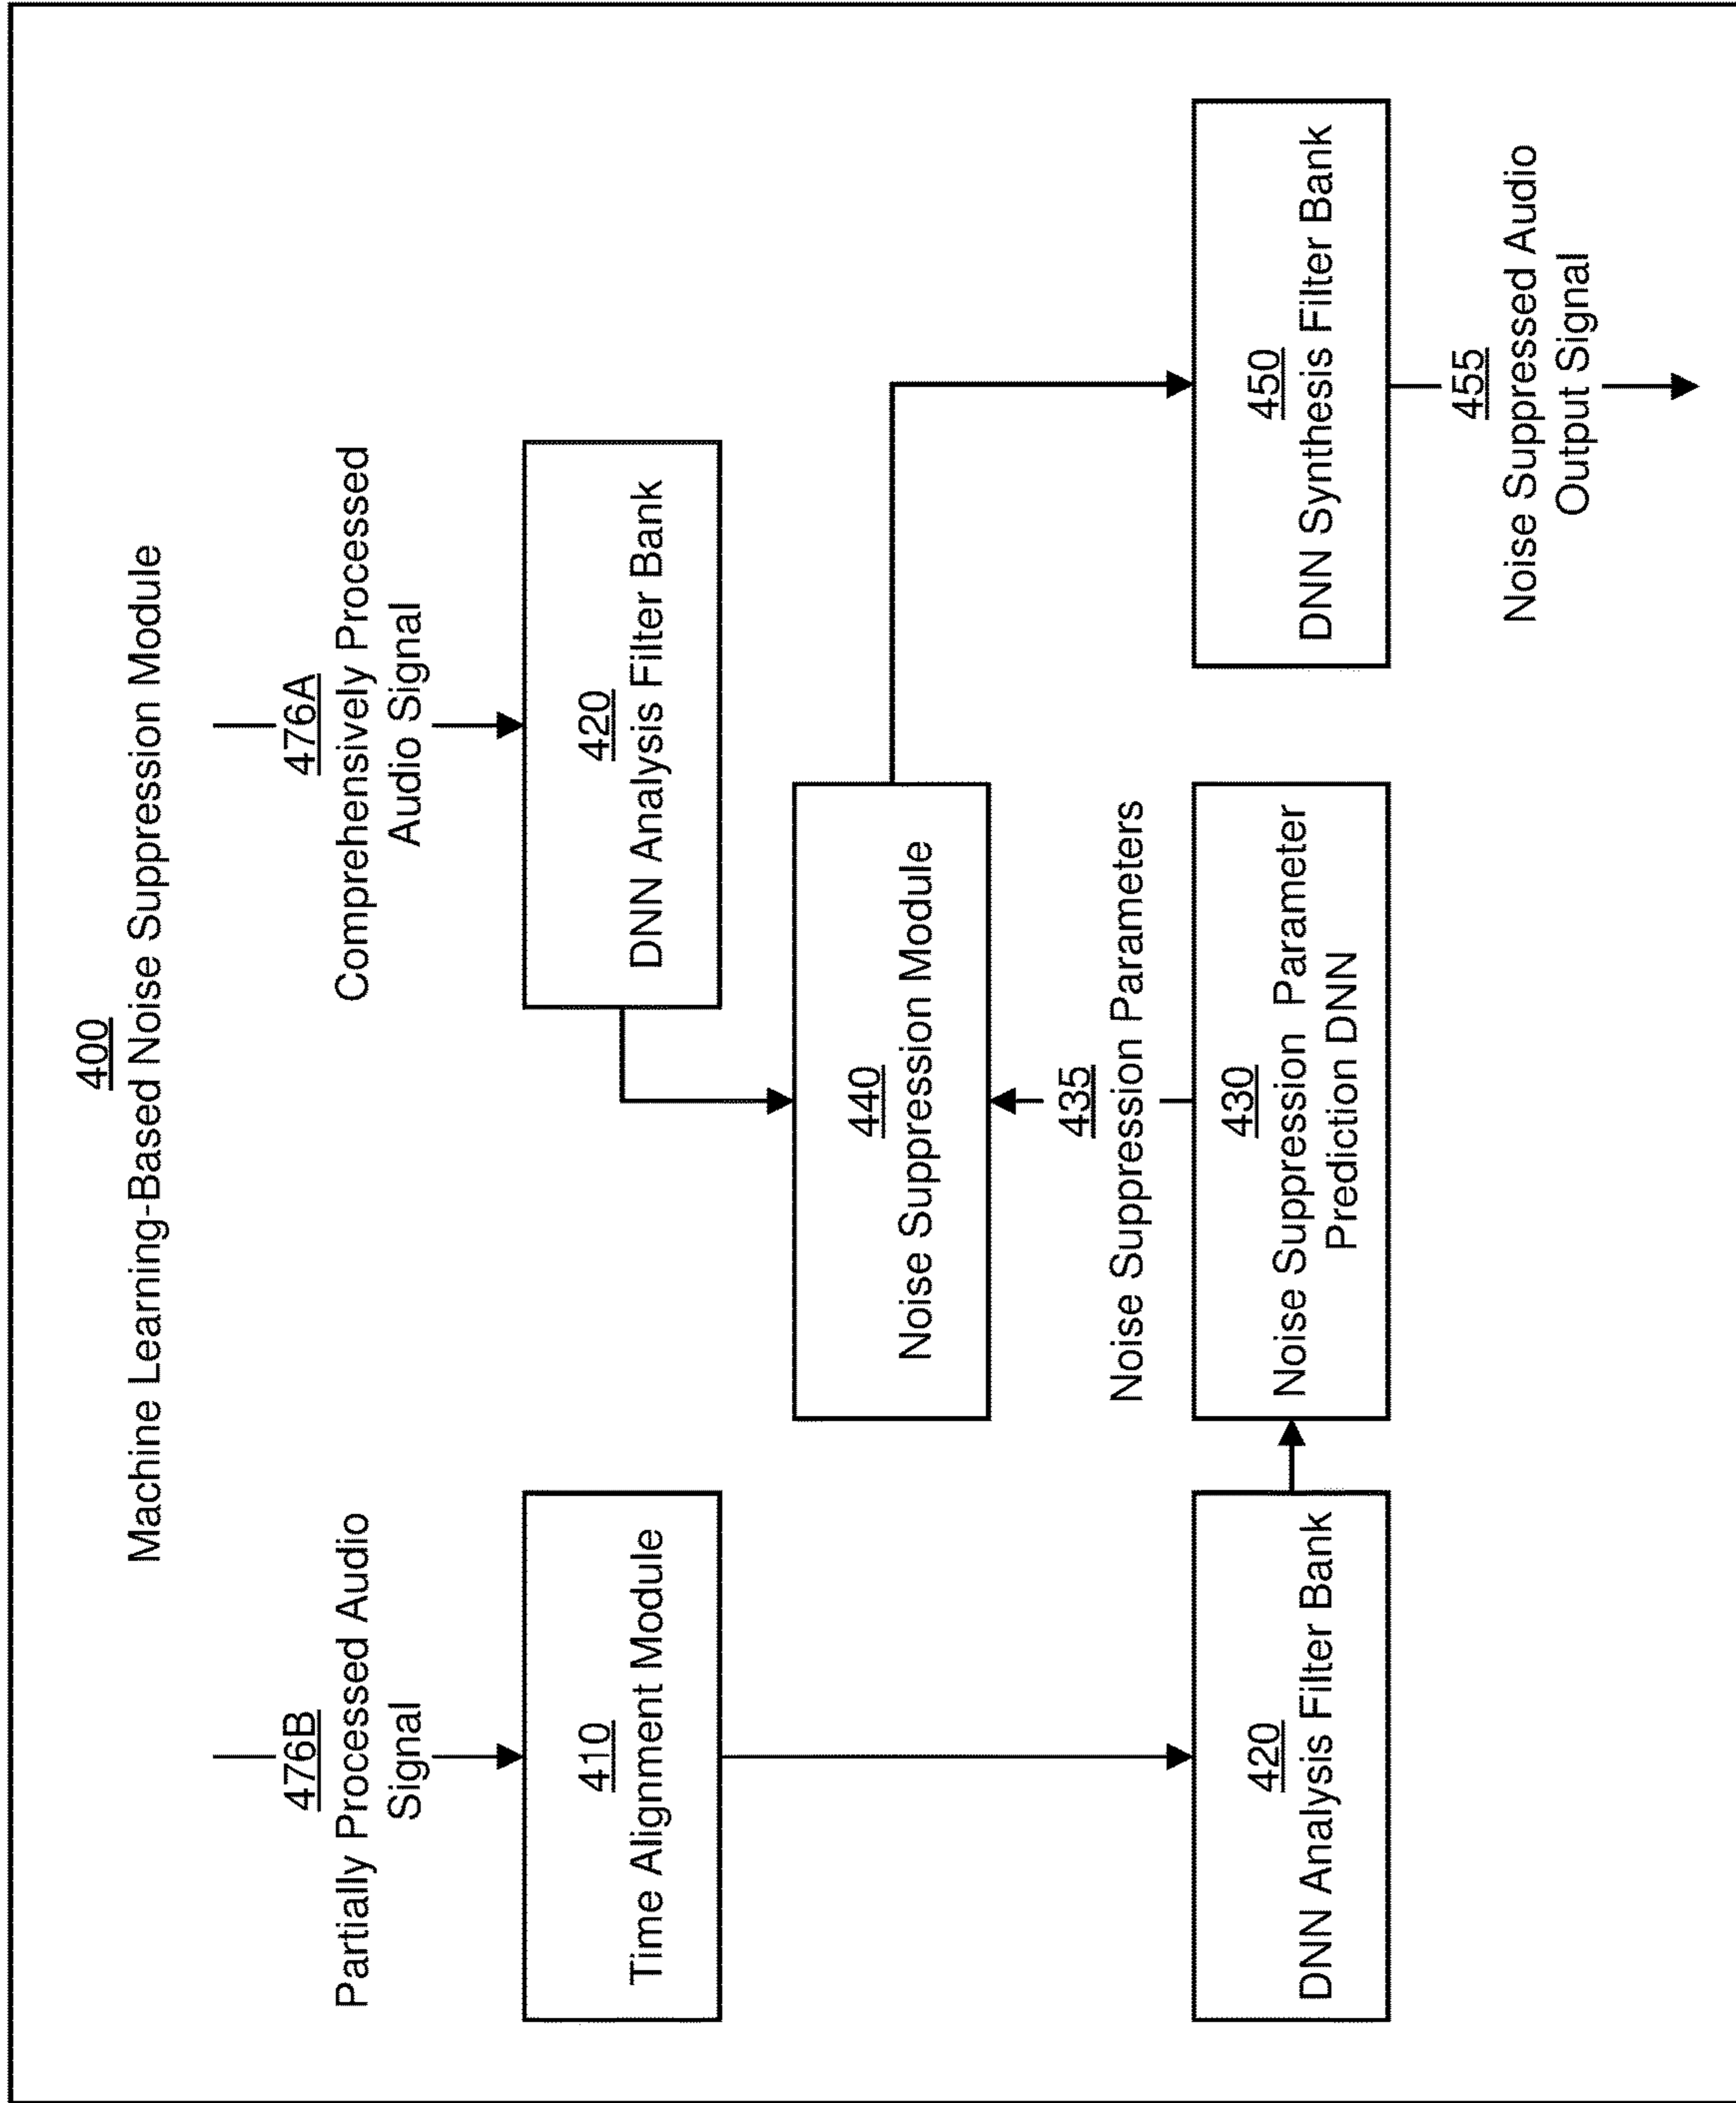 400
Machine Learning-Based Noise Suppression Module
476B
Partially Processed Audio
Signal
476A
Comprehensively Processed
Audio Signal
410
Time Alignment Module
420
DNN Analysis Filter Bank
440
Noise Suppression Module
435
Noise Suppression Parameters
420
DNN Analysis Filter Bank
430
Noise Suppression Parameter
Prediction DNN
450
DNN Synthesis Filter Bank
455
Noise Suppressed Audio
Output Signal